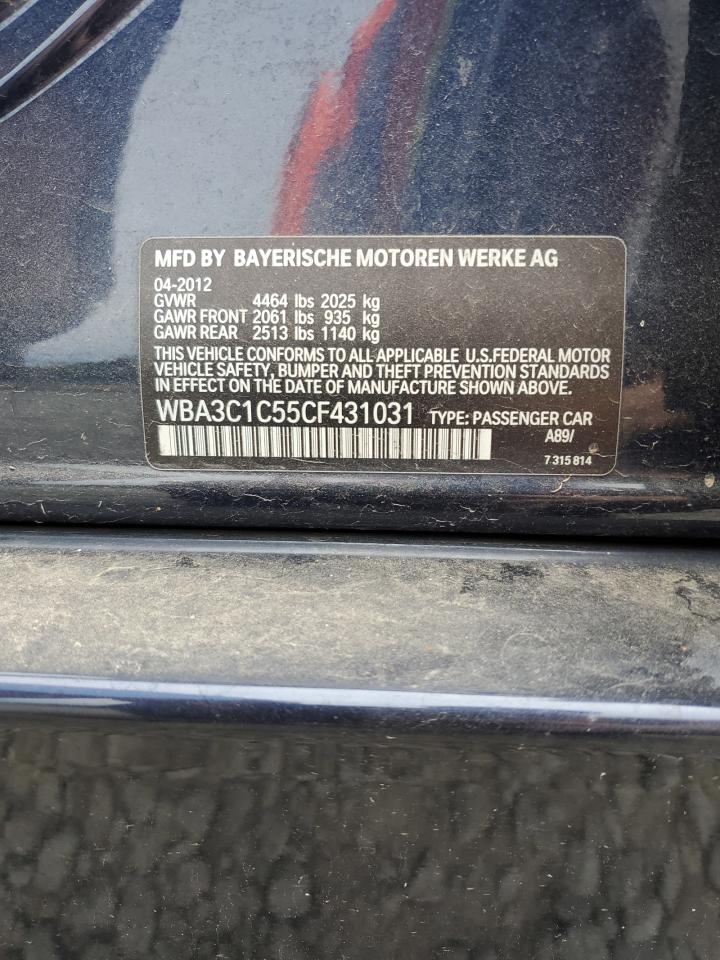 MFD BY BAYERISCHE MOTOREN WERKE AG
04-2012
GVWR 4464 lbs 2025 kg
GAWR FRONT 2061 lbs 935 kg
GAWR REAR 2513 lbs 1140 kg
THIS VEHICLE CONFORMS TO ALL APPLICABLE U.S.FEDERAL MOTOR
VEHICLE SAFETY, BUMPER AND THEFT PREVENTION STANDARDS
IN EFFECT ON THE DATE OF MANUFACTURE SHOWN ABOVE.
WBA3C1C55CF431031 TYPE: PASSENGER CAR
A89/
7 315 814